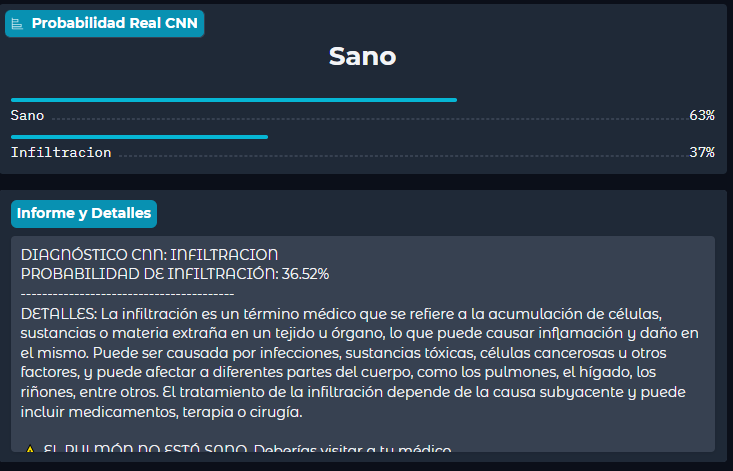 Probabilidad Real CNN
Sano
Sano 63%
Infiltracion 37%
Informe y Detalles
DIAGNÓSTICO CNN: INFILTRACION
PROBABILIDAD DE INFILTRACIÓN: 36.52%
----------------------------------------
DETALLES: La infiltración es un término médico que se refiere a la acumulación de células,
sustancias o materia extraña en un tejido u órgano, lo que puede causar inflamación y daño en
el mismo. Puede ser causada por infecciones, sustancias tóxicas, células cancerosas u otros
factores, y puede afectar a diferentes partes del cuerpo, como los pulmones, el hígado, los
riñones, entre otros. El tratamiento de la infiltración depende de la causa subyacente y puede
incluir medicamentos, terapia o cirugía.
⚠ EL PULMÓN NO ESTÁ SANO. Deberías visitar a tu médico